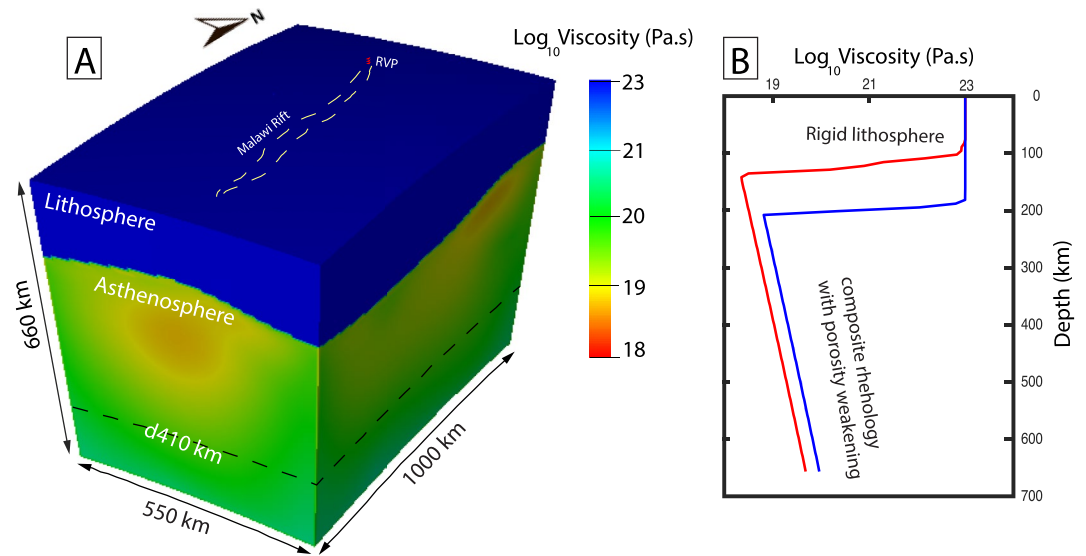 A
N
RVP
Malawi Rift
Lithosphere
Asthenosphere
d410 km
660 km
550 km
1000 km
Log10Viscosity (Pa.s)
23
21
20
19
18
B
Log10Viscosity (Pa.s)
19 21 23
0
100
200
300
400
500
600
700
Depth (km)
Rigid lithosphere
composite rhehology
with porosity weakening